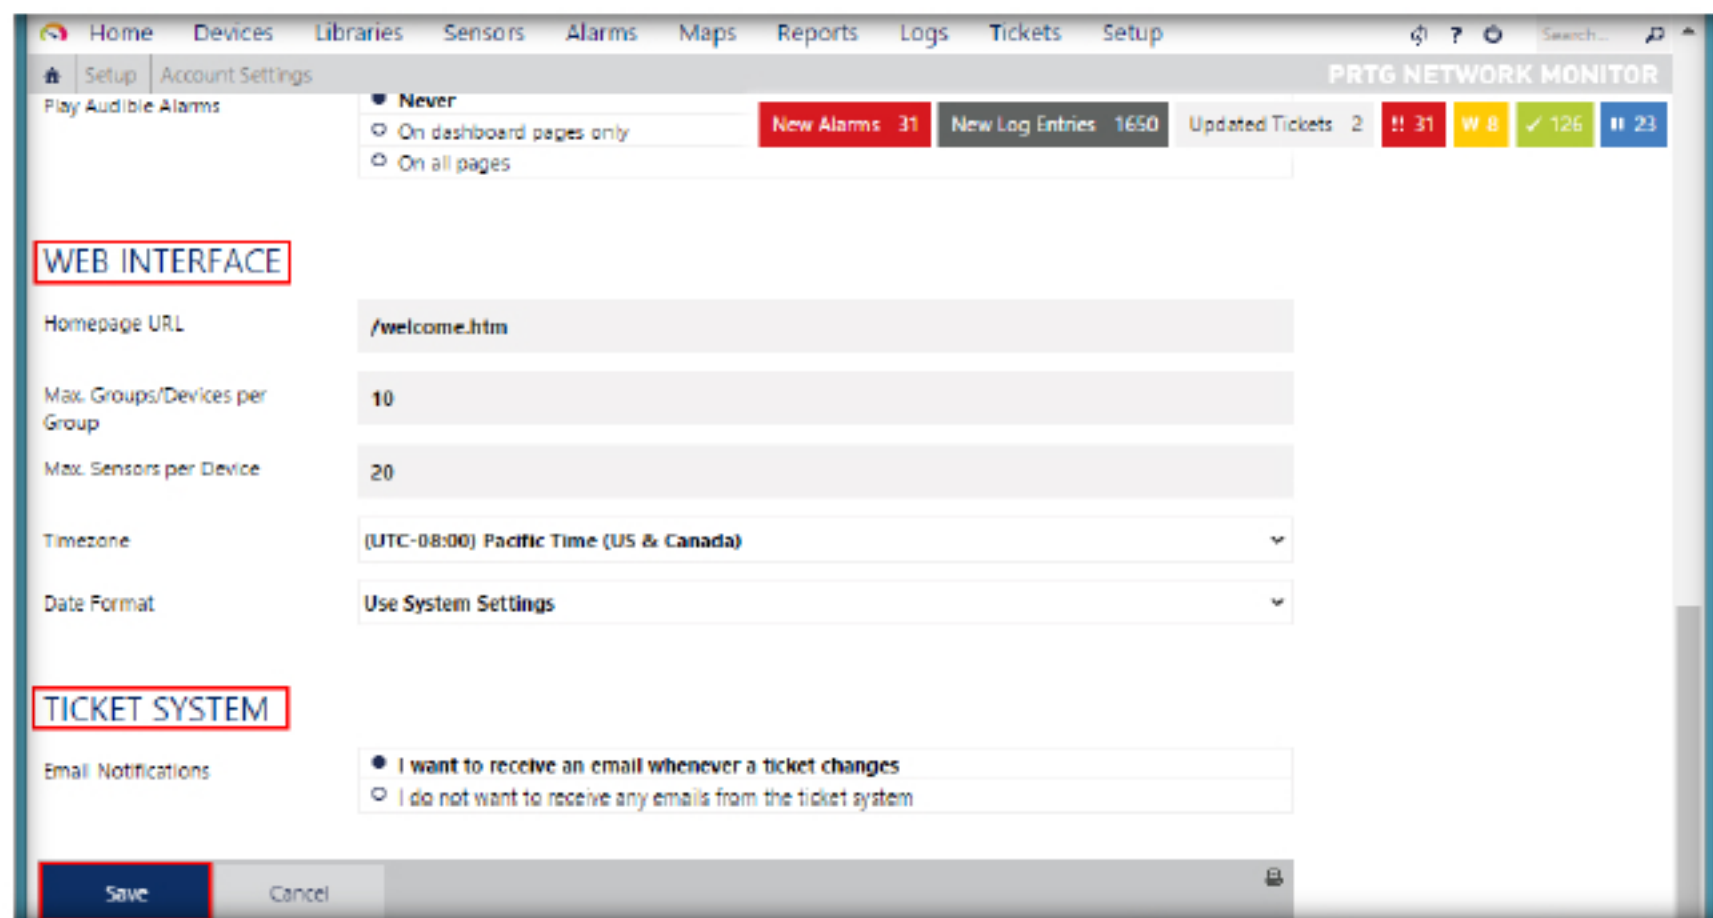 Home Devices Libraries Sensors Alarms Maps Reports Logs Tickets Setup ? Search...
Setup Account Settings PRTG NETWORK MONITOR
Play Audible Alarms
Never
On dashboard pages only
On all pages
New Alarms 31 New Log Entries 1650 Updated Tickets 2 !! 31 W 8 ✓ 126 II 23
WEB INTERFACE
Homepage URL /welcome.htm
Max. Groups/Devices per
Group
10
Max. Sensors per Device 20
Timezone (UTC-08:00) Pacific Time (US & Canada)
Date Format Use System Settings
TICKET SYSTEM
Email Notifications
I want to receive an email whenever a ticket changes
I do not want to receive any emails from the ticket system
Save Cancel